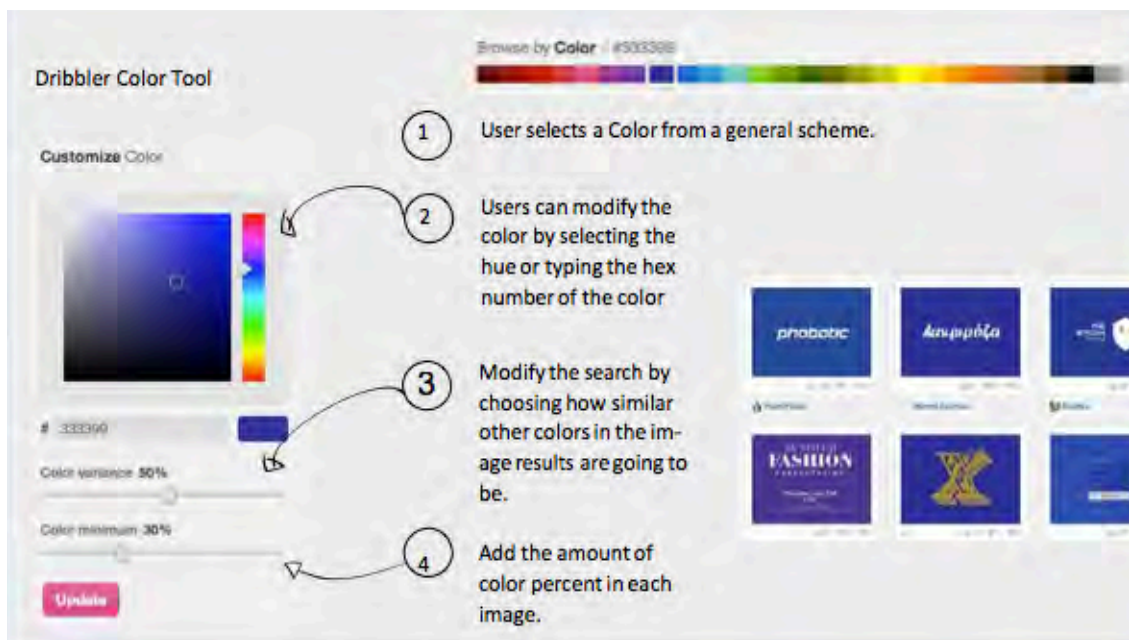 Browse by Color / #333399
Dribbler Color Tool
1
User selects a Color from a general scheme.
Customize Color
2
Users can modify the
color by selecting the
hue or typing the hex
number of the color
phobotic
3
Modify the search by
choosing how similar
other colors in the im-
age results are going to
be.
# 333399
Color variance 50%
FASHION
X
Color minimum 30%
4
Add the amount of
color percent in each
image.
Update